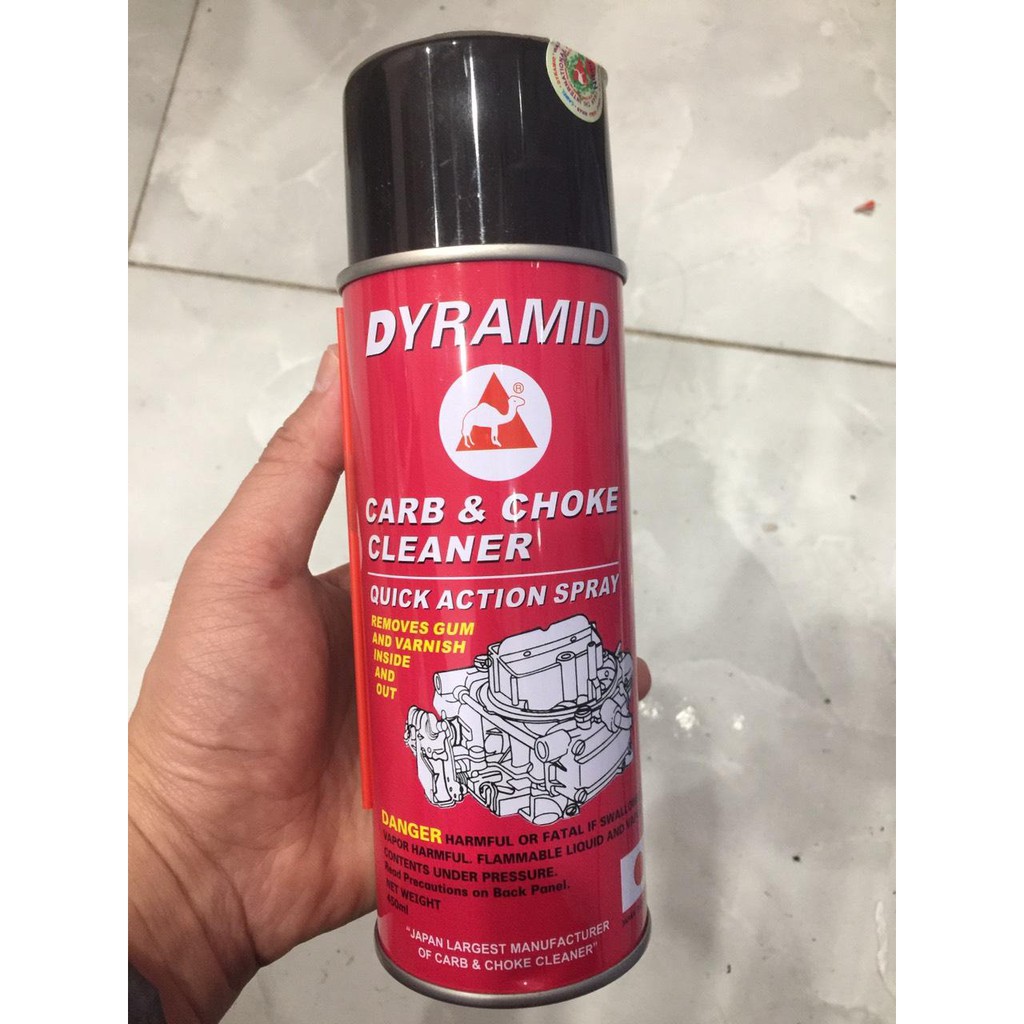 DYRAMID
®
CARB & CHOKE
CLEANER
QUICK ACTION SPRAY
REMOVES GUM
AND VARNISH
INSIDE
AND
OUT
DANGER HARMFUL OR FATAL IF
VAPOR HARMFUL. FLAMMABLE LIQUID AND
CONTENTS UNDER PRESSURE.
Read Precautions on Back Panel.
NET WEIGHT
450ml
"JAPAN LARGEST MANUFACTURER
OF CARB & CHOKE CLEANER"